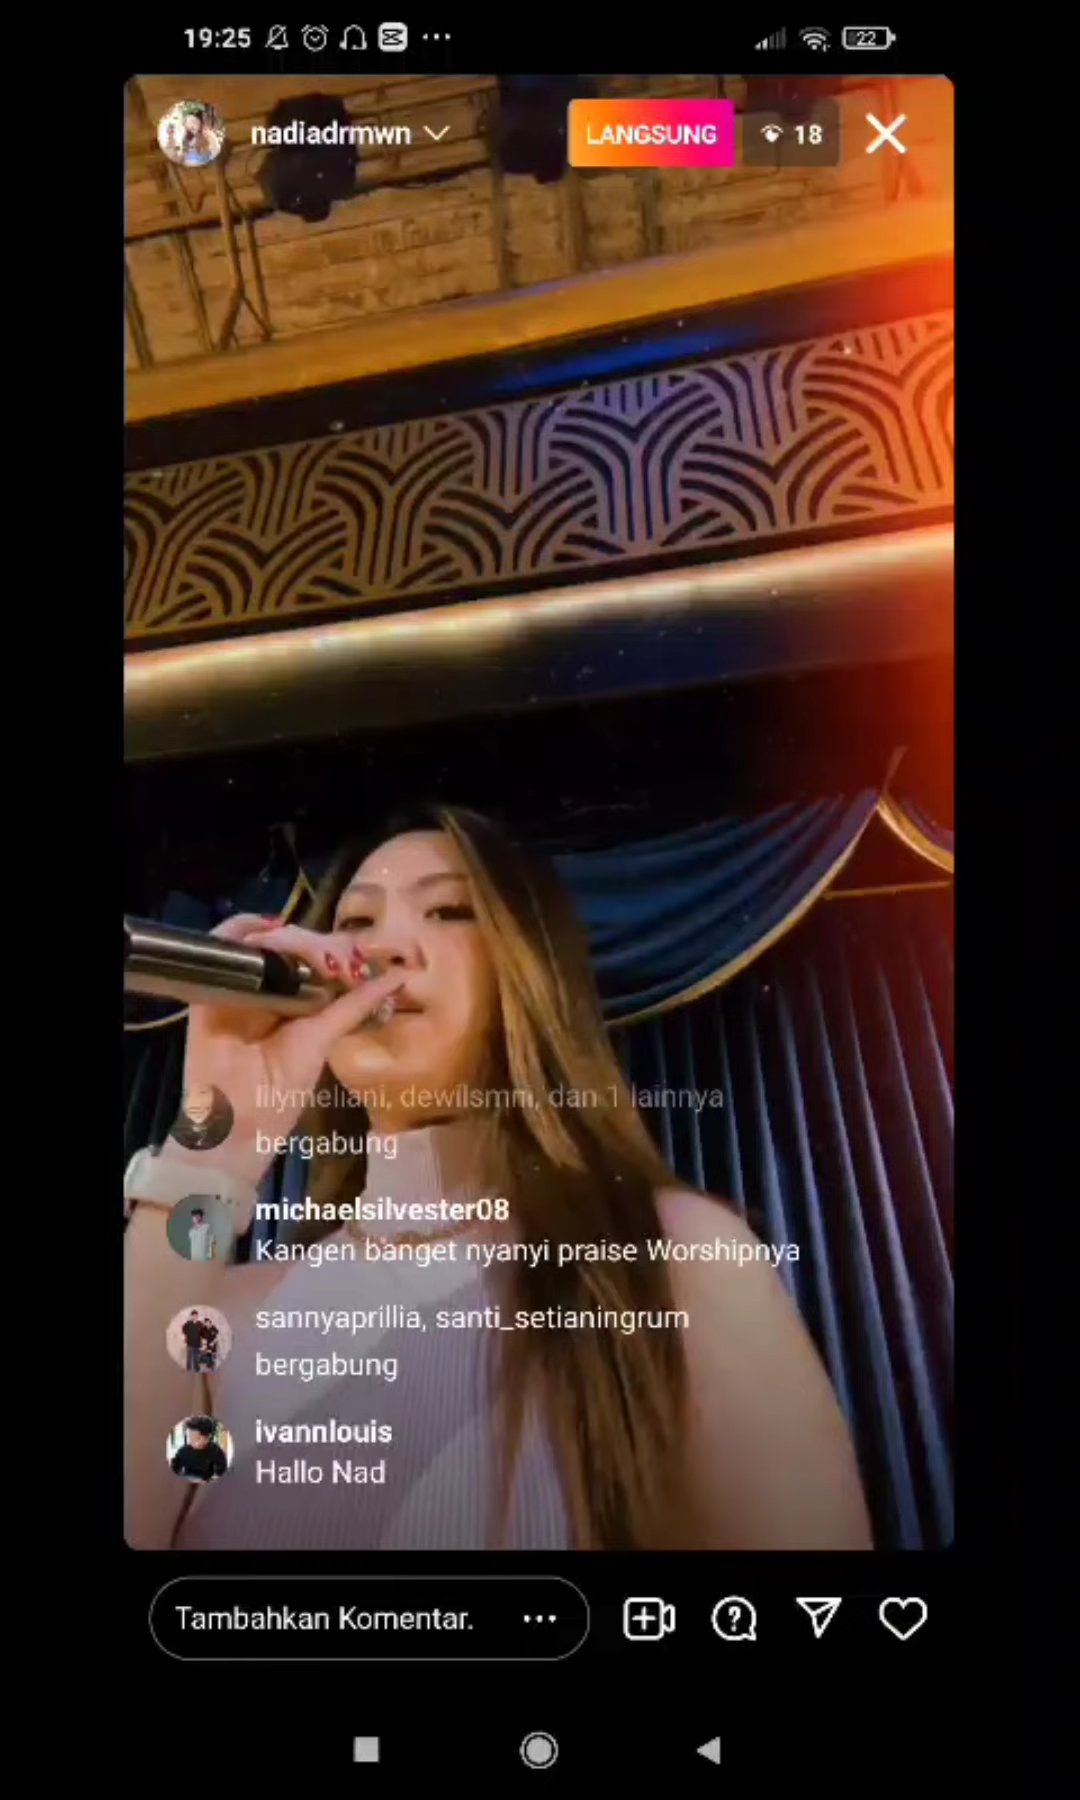 19:25
22
nadiadrmwn
LANGSUNG
18
lilymeliani, dewilsmri, dan 1 lainnya
bergabung
michaelsilvester08
Kangen banget nyanyi praise Worshipnya
sannyaprillia, santi_setianingrum
bergabung
ivannlouis
Hallo Nad
Tambahkan Komentar.